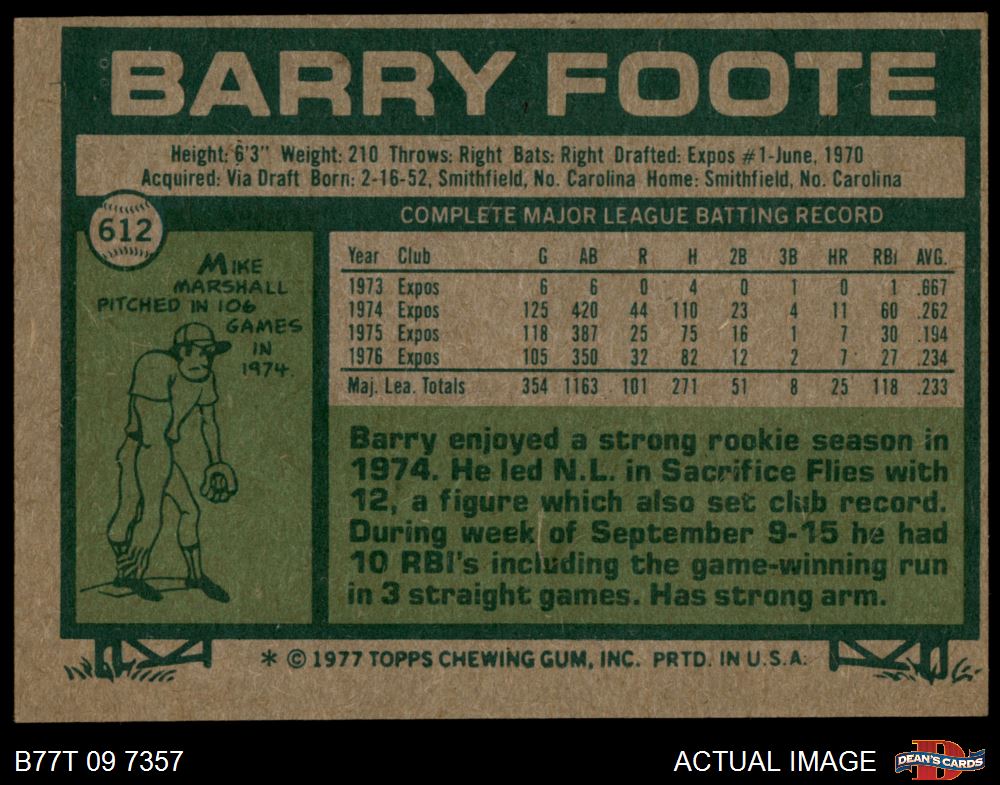 BARRY FOOTE
Height: 6'3" Weight: 210 Throws: Right Bats: Right Drafted: Expos #1-June, 1970
Acquired: Via Draft Born: 2-16-52, Smithfield, No. Carolina Home: Smithfield, No. Carolina
612
COMPLETE MAJOR LEAGUE BATTING RECORD
MIKE
MARSHALL
PITCHED IN 106
GAMES
IN
1974.
Year Club G AB R H 2B 3B HR RBI AVG.
1973 Expos 6 6 0 4 0 1 0 1 .667
1974 Expos 125 420 44 110 23 4 11 60 .262
1975 Expos 118 387 25 75 16 1 7 30 .194
1976 Expos 105 350 32 82 12 2 7 27 .234
Maj. Lea. Totals 354 1163 101 271 51 8 25 118 .233
Barry enjoyed a strong rookie season in
1974. He led N.L. in Sacrifice Flies with
12, a figure which also set club record.
During week of September 9-15 he had
10 RBI's including the game-winning run
in 3 straight games. Has strong arm.
* © 1977 TOPPS CHEWING GUM, INC. PRTD. IN U.S.A.
B77T 09 7357
ACTUAL IMAGE
D
DEAN'S CARDS